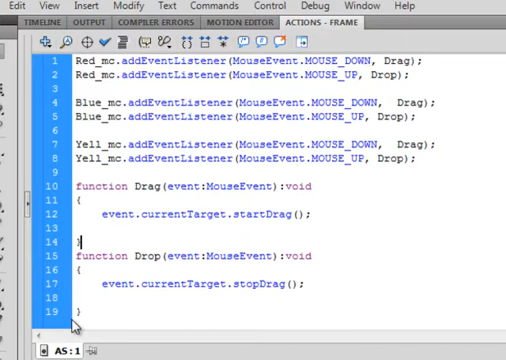 Edit View Insert Modify Text Commands Control Debug Window Help
TIMELINE OUTPUT COMPILER ERRORS MOTION EDITOR ACTIONS - FRAME
1 Red_mc.addEventListener(MouseEvent.MOUSE_DOWN, Drag);
2 Red_mc.addEventListener(MouseEvent.MOUSE_UP, Drop);
3
4 Blue_mc.addEventListener(MouseEvent.MOUSE_DOWN, Drag);
5 Blue_mc.addEventListener(MouseEvent.MOUSE_UP, Drop);
6
7 Yell_mc.addEventListener(MouseEvent.MOUSE_DOWN, Drag);
8 Yell_mc.addEventListener(MouseEvent.MOUSE_UP, Drop);
9
10 function Drag(event:MouseEvent):void
11 {
12 event.currentTarget.startDrag();
13
14 }
15 function Drop(event:MouseEvent):void
16 {
17 event.currentTarget.stopDrag();
18
19 }
AS:1